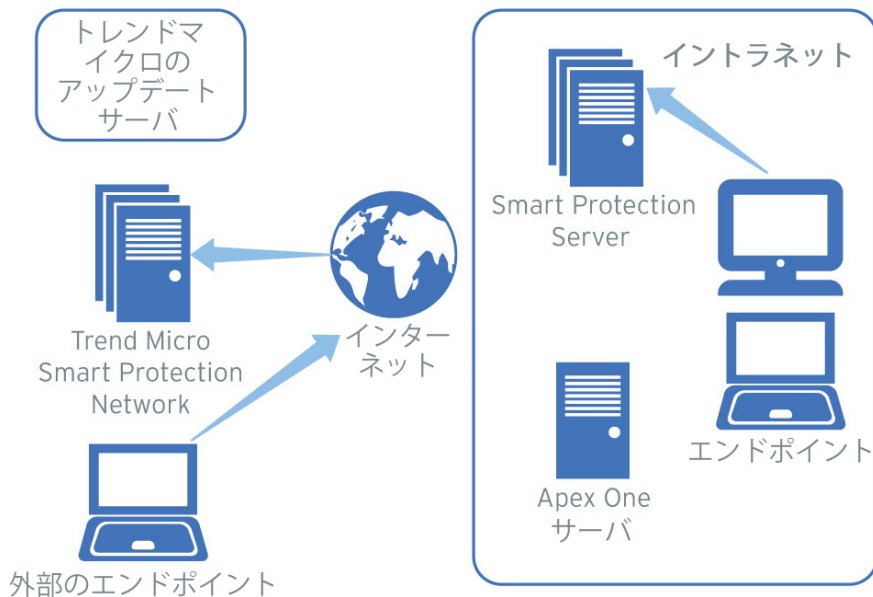 トレンドマ
イクロの
アップデート
サーバ
イントラネット
Smart Protection
Server
Trend Micro
Smart Protection
Network
インター
ネット
エンドポイント
Apex One
サーバ
外部のエンドポイント